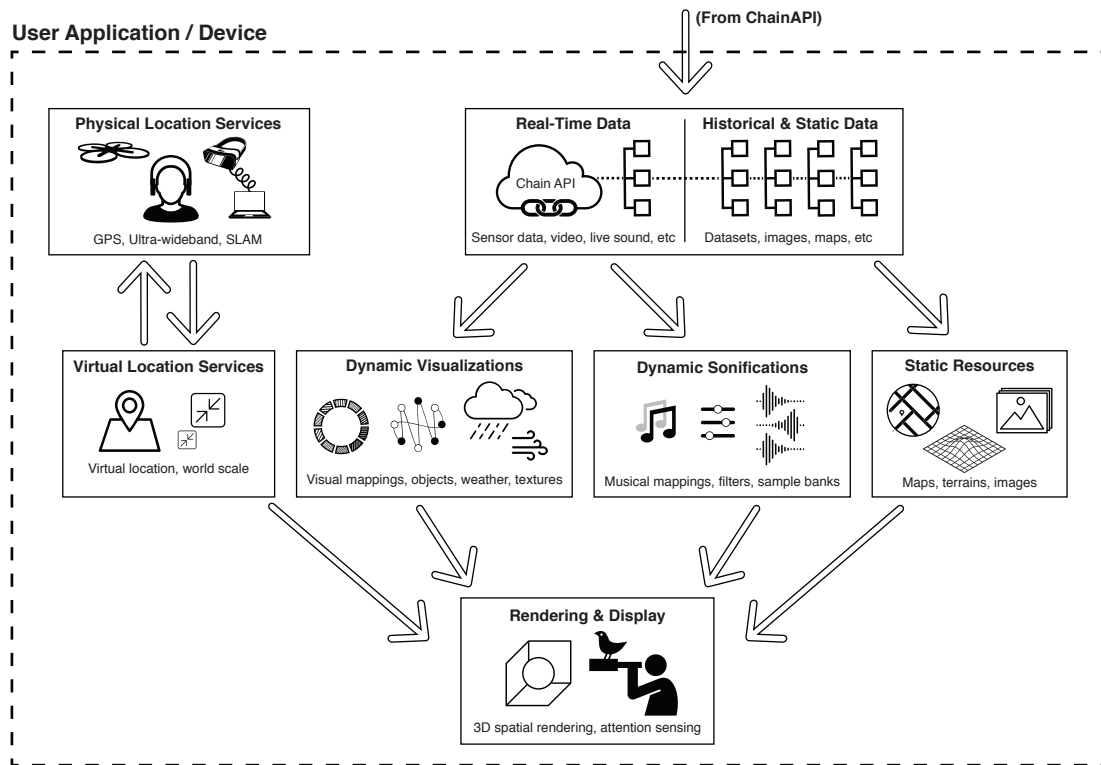 (From ChainAPI)
User Application / Device
Physical Location Services
GPS, Ultra-wideband, SLAM
Real-Time Data
Historical & Static Data
Chain API
Sensor data, video, live sound, etc
Datasets, images, maps, etc
Virtual Location Services
Virtual location, world scale
Dynamic Visualizations
Visual mappings, objects, weather, textures
Dynamic Sonifications
Musical mappings, filters, sample banks
Static Resources
Maps, terrains, images
Rendering & Display
3D spatial rendering, attention sensing